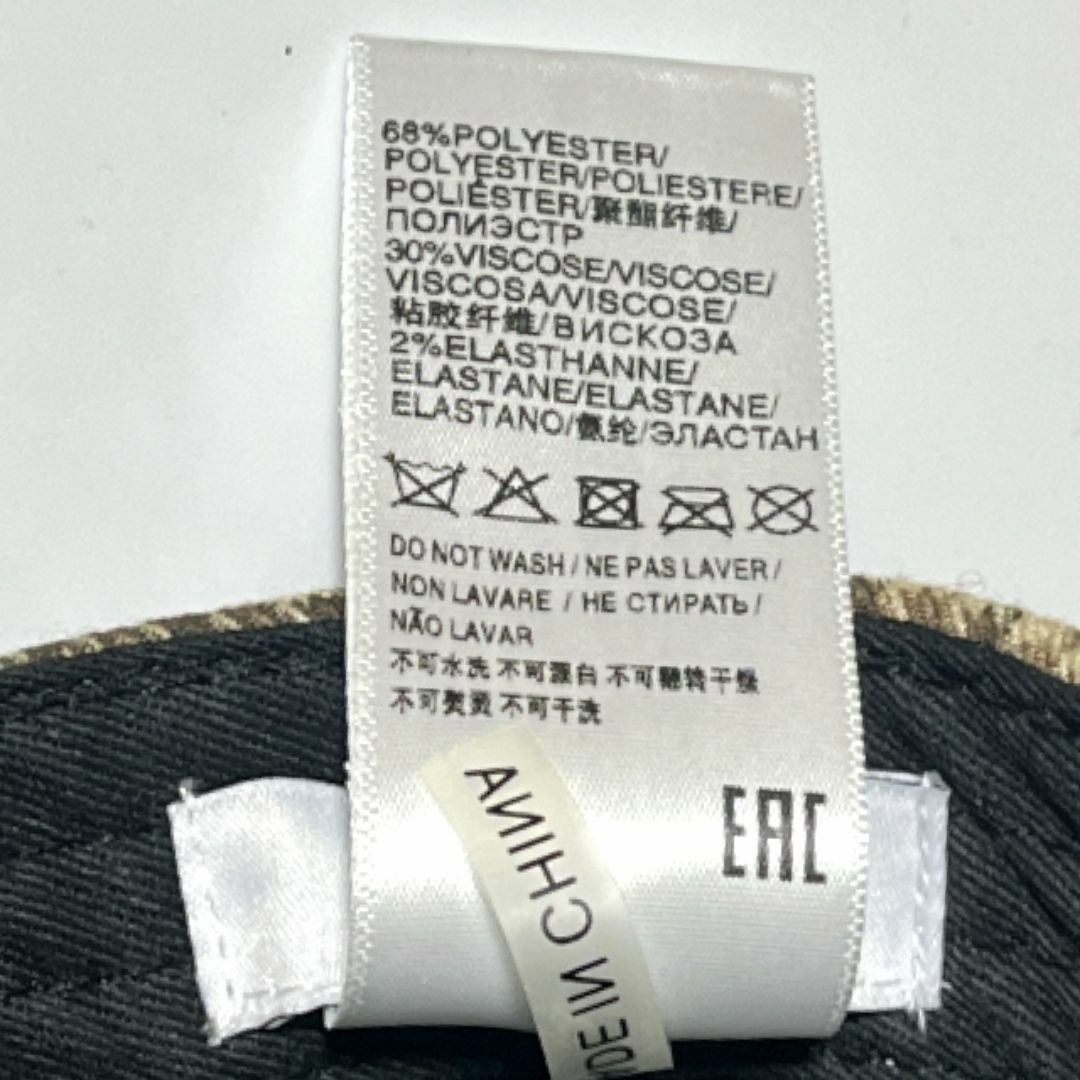 68%POLYESTER/
POLYESTER/POLIESTERE/
POLIÉSTER/聚酯纤维/
ПОЛИЭСТР
30%VISCOSE/VISCOSE/
VISCOSA/VISCOSE/
粘胶纤维/ВИСКОЗА
2%ELASTHANNE/
ELASTANE/ELASTANE/
ELASTANO/氨纶/ЭЛАСТАН
DO NOT WASH / NE PAS LAVER /
NON LAVARE / НЕ СТИРАТЬ /
NÃO LAVAR
不可水洗 不可漂白 不可翻转干燥
不可熨烫 不可干洗
EAC
DE IN CHINA